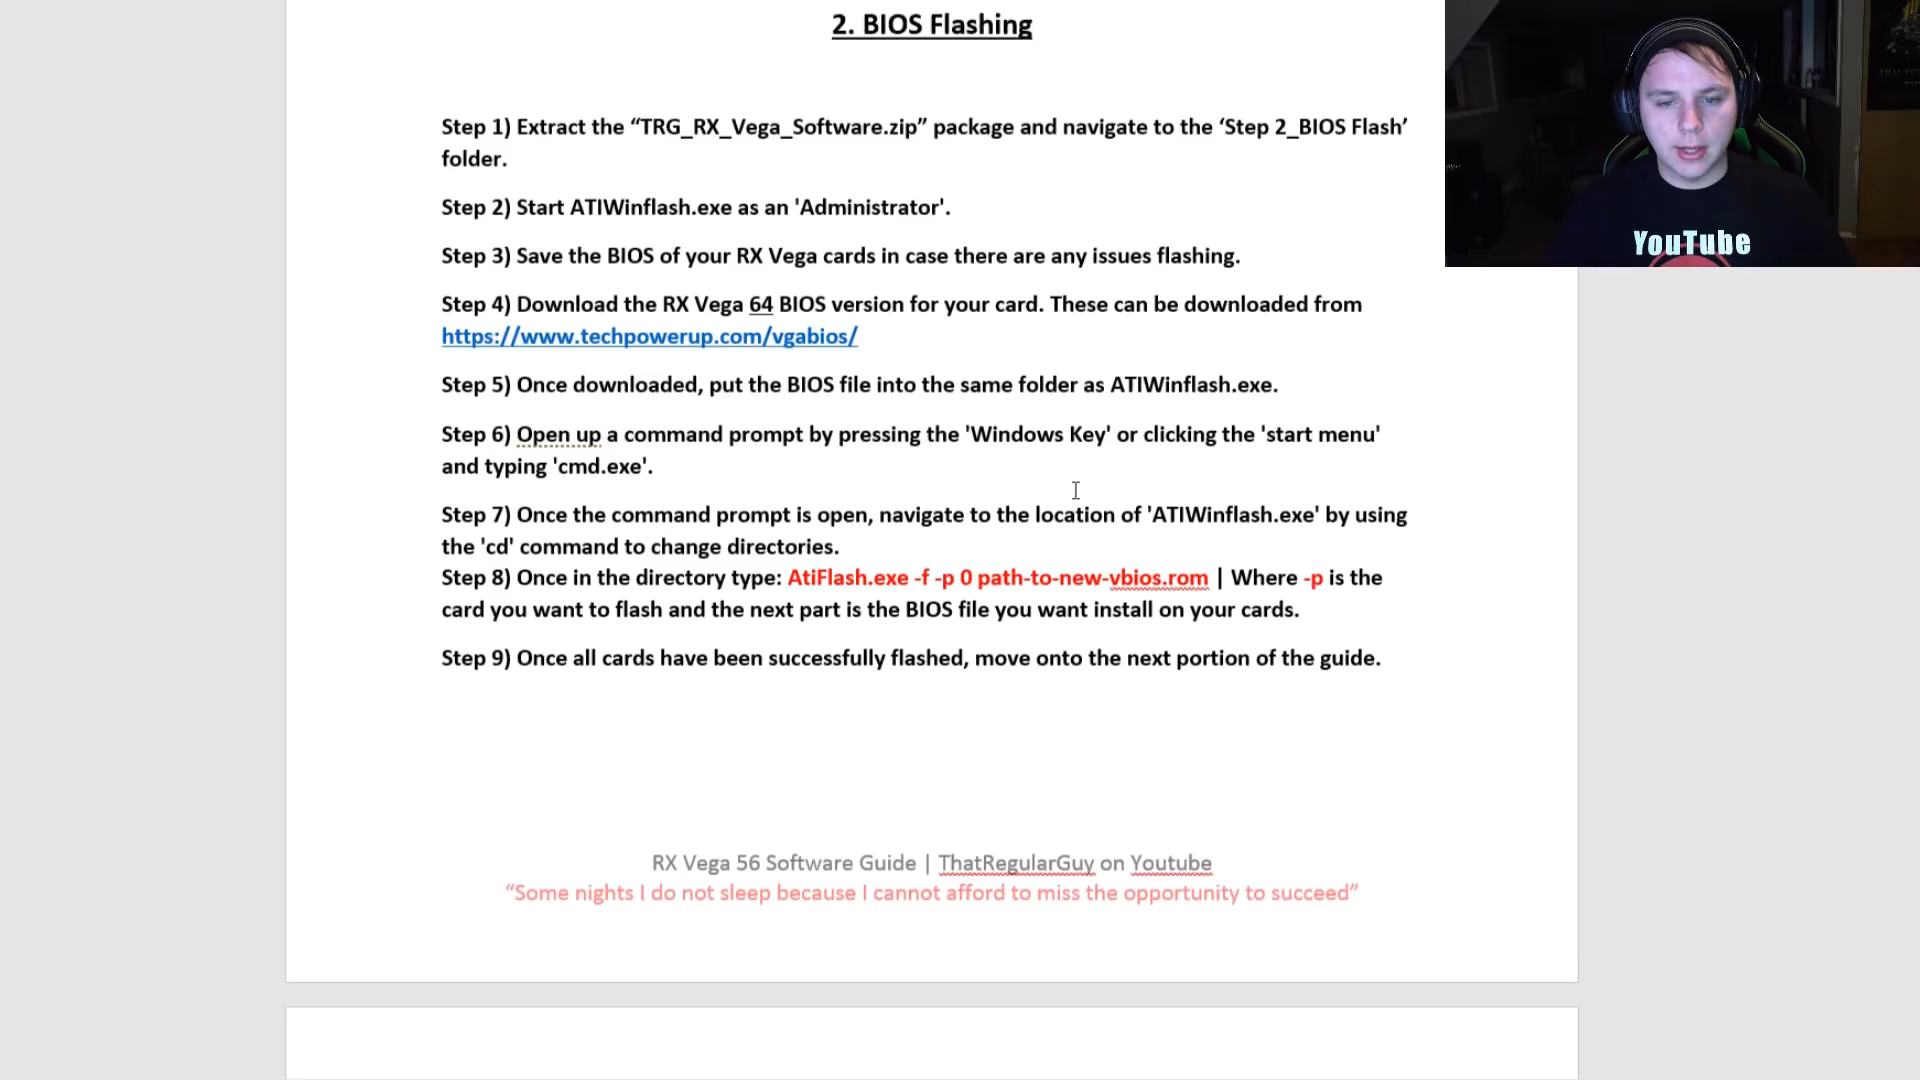 2. BIOS Flashing
Step 1) Extract the “TRG_RX_Vega_Software.zip” package and navigate to the ‘Step 2_BIOS Flash’
folder.
Step 2) Start ATIWinflash.exe as an 'Administrator'.
Step 3) Save the BIOS of your RX Vega cards in case there are any issues flashing.
Step 4) Download the RX Vega 64 BIOS version for your card. These can be downloaded from
https://www.techpowerup.com/vgabios/
Step 5) Once downloaded, put the BIOS file into the same folder as ATIWinflash.exe.
Step 6) Open up a command prompt by pressing the 'Windows Key' or clicking the 'start menu'
and typing 'cmd.exe'.
Step 7) Once the command prompt is open, navigate to the location of 'ATIWinflash.exe' by using
the 'cd' command to change directories.
Step 8) Once in the directory type: AtiFlash.exe -f -p 0 path-to-new-vbios.rom | Where -p is the
card you want to flash and the next part is the BIOS file you want install on your cards.
Step 9) Once all cards have been successfully flashed, move onto the next portion of the guide.
RX Vega 56 Software Guide | ThatRegularGuy on Youtube
“Some nights I do not sleep because I cannot afford to miss the opportunity to succeed”
YouTube